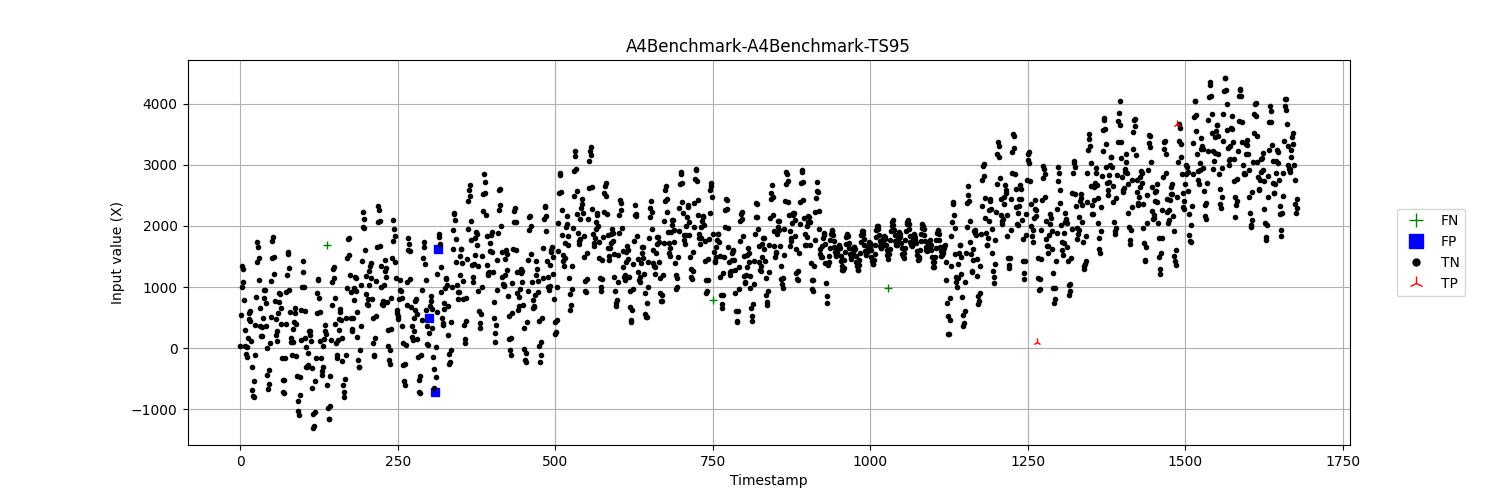 A4Benchmark-A4Benchmark-TS95
4000
3000
2000
1000
0
−1000
Input value (X)
0 250 500 750 1000 1250 1500 1750
Timestamp
FN
FP
TN
TP